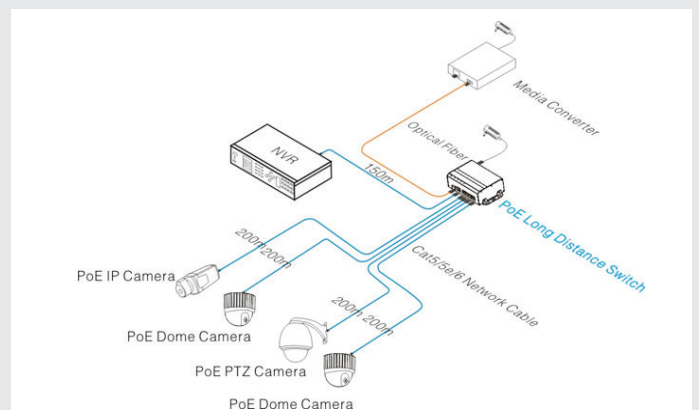 Media Converter
Optical Fiber
NVR
150m
PoE Long Distance Switch
Cat5/5e/6 Network Cable
200m 200m
PoE IP Camera
PoE Dome Camera
200m 200m
PoE PTZ Camera
PoE Dome Camera